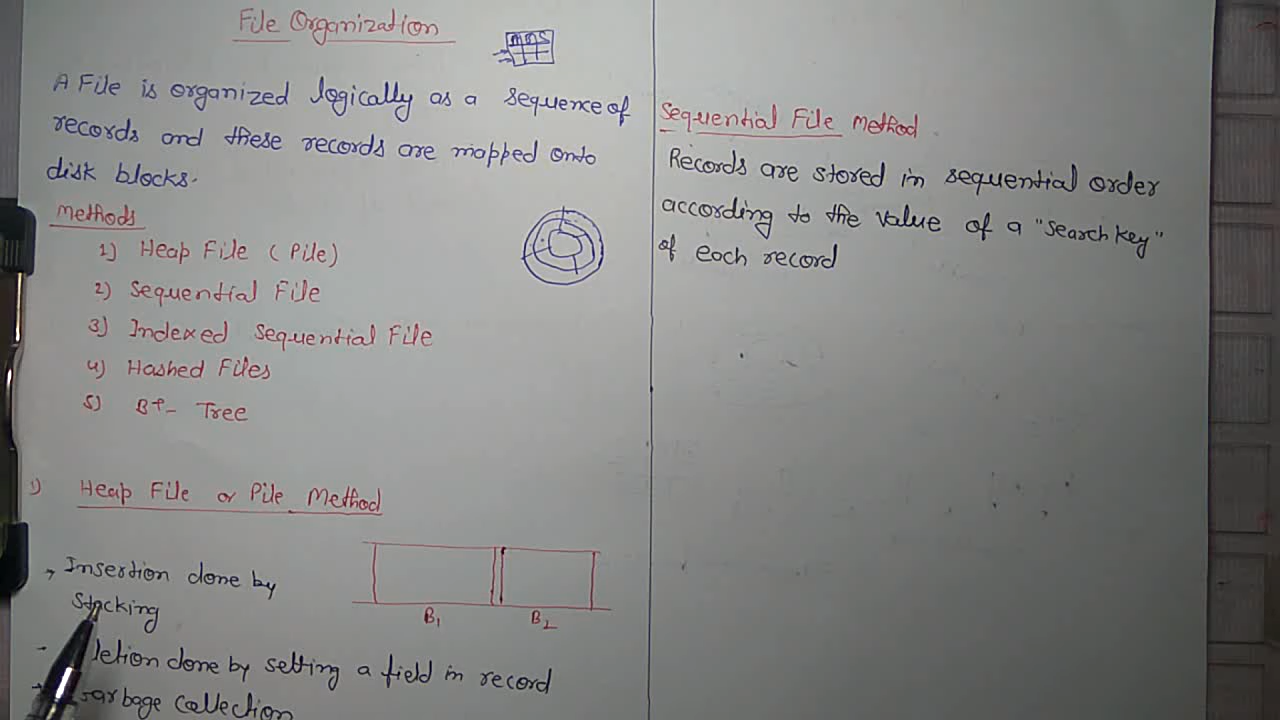 File Organization
A File is organized logically as a sequence of
records and these records are mapped onto
disk blocks.
Methods
1) Heap File (Pile)
2) Sequential File
3) Indexed Sequential File
4) Hashed Files
5) B+- Tree
1) Heap File or Pile Method
Insertion done by
Stacking
B1 B2
done by setting a field in record
collection
Sequential File Method
Records are stored in sequential order
according to the value of a "Search Key"
of each record